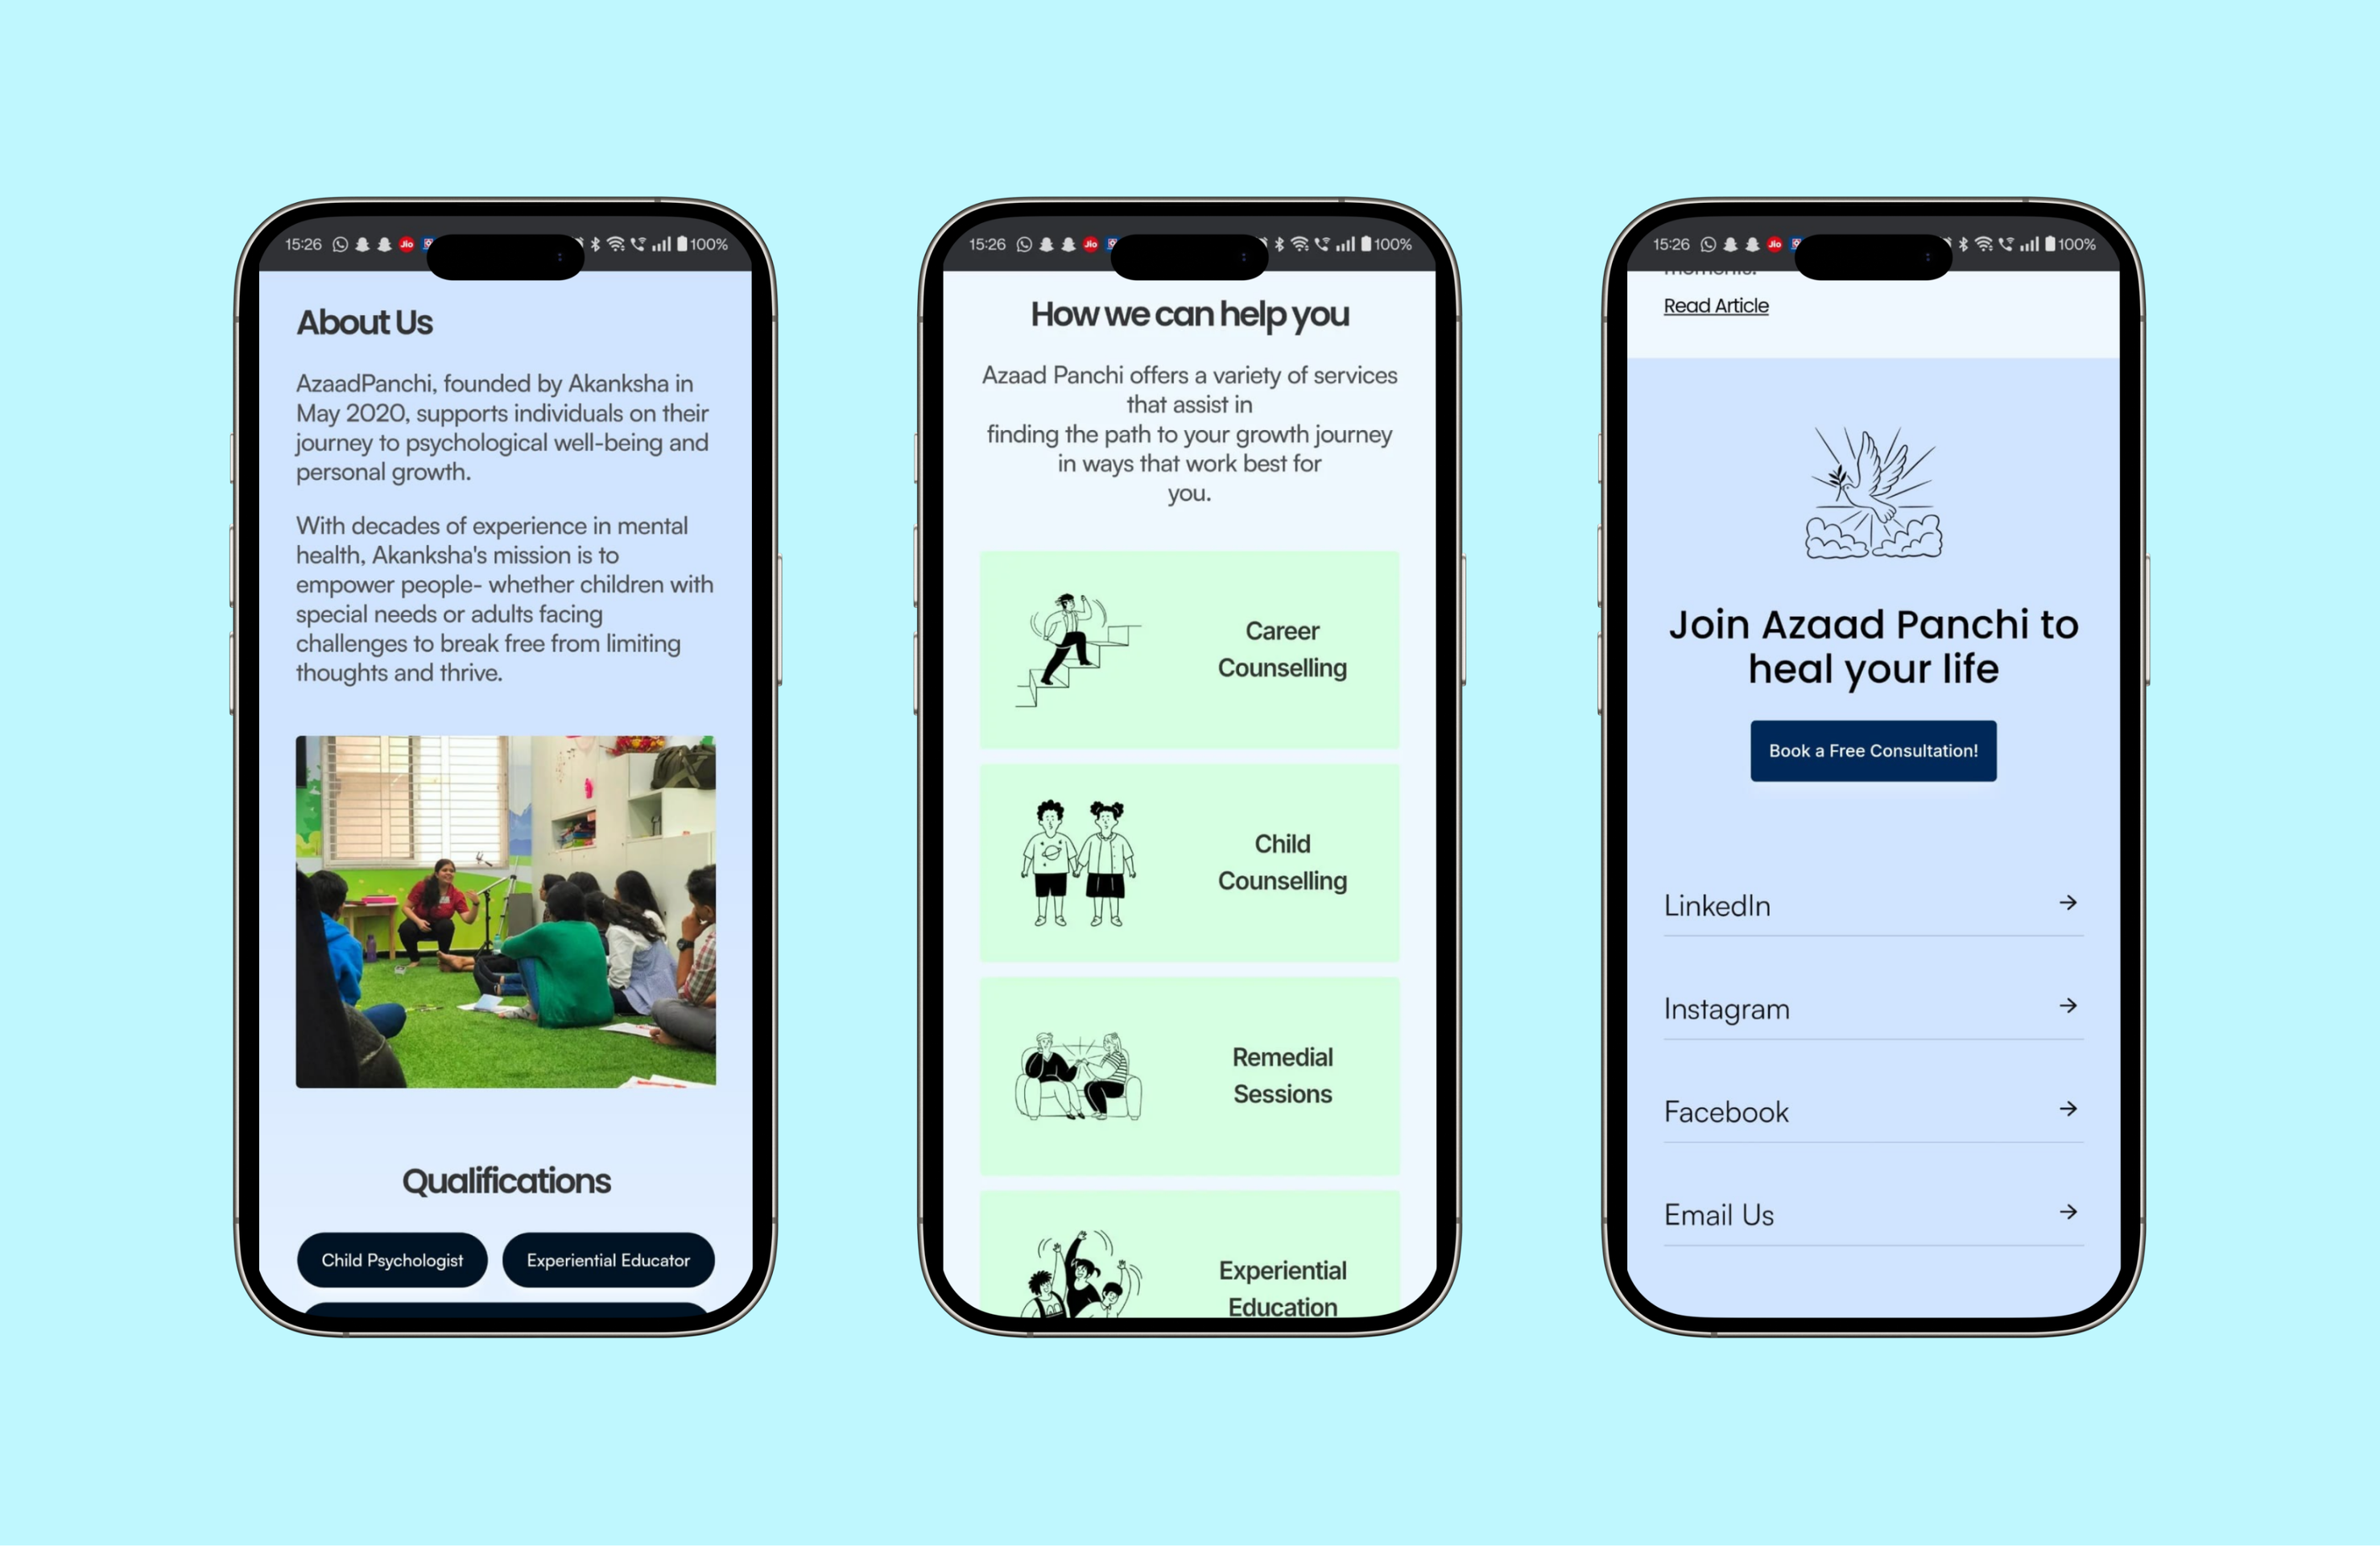 15:26
Jio
100%
About Us
AzaadPanchi, founded by Akanksha in
May 2020, supports individuals on their
journey to psychological well-being and
personal growth.
With decades of experience in mental
health, Akanksha's mission is to
empower people- whether children with
special needs or adults facing
challenges to break free from limiting
thoughts and thrive.
Qualifications
Child Psychologist
Experiential Educator
15:26
Jio
100%
How we can help you
Azaad Panchi offers a variety of services
that assist in
finding the path to your growth journey
in ways that work best for
you.
Career
Counselling
Child
Counselling
Remedial
Sessions
Experiential
Education
15:26
Jio
100%
Read Article
Join Azaad Panchi to
heal your life
Book a Free Consultation!
LinkedIn
Instagram
Facebook
Email Us